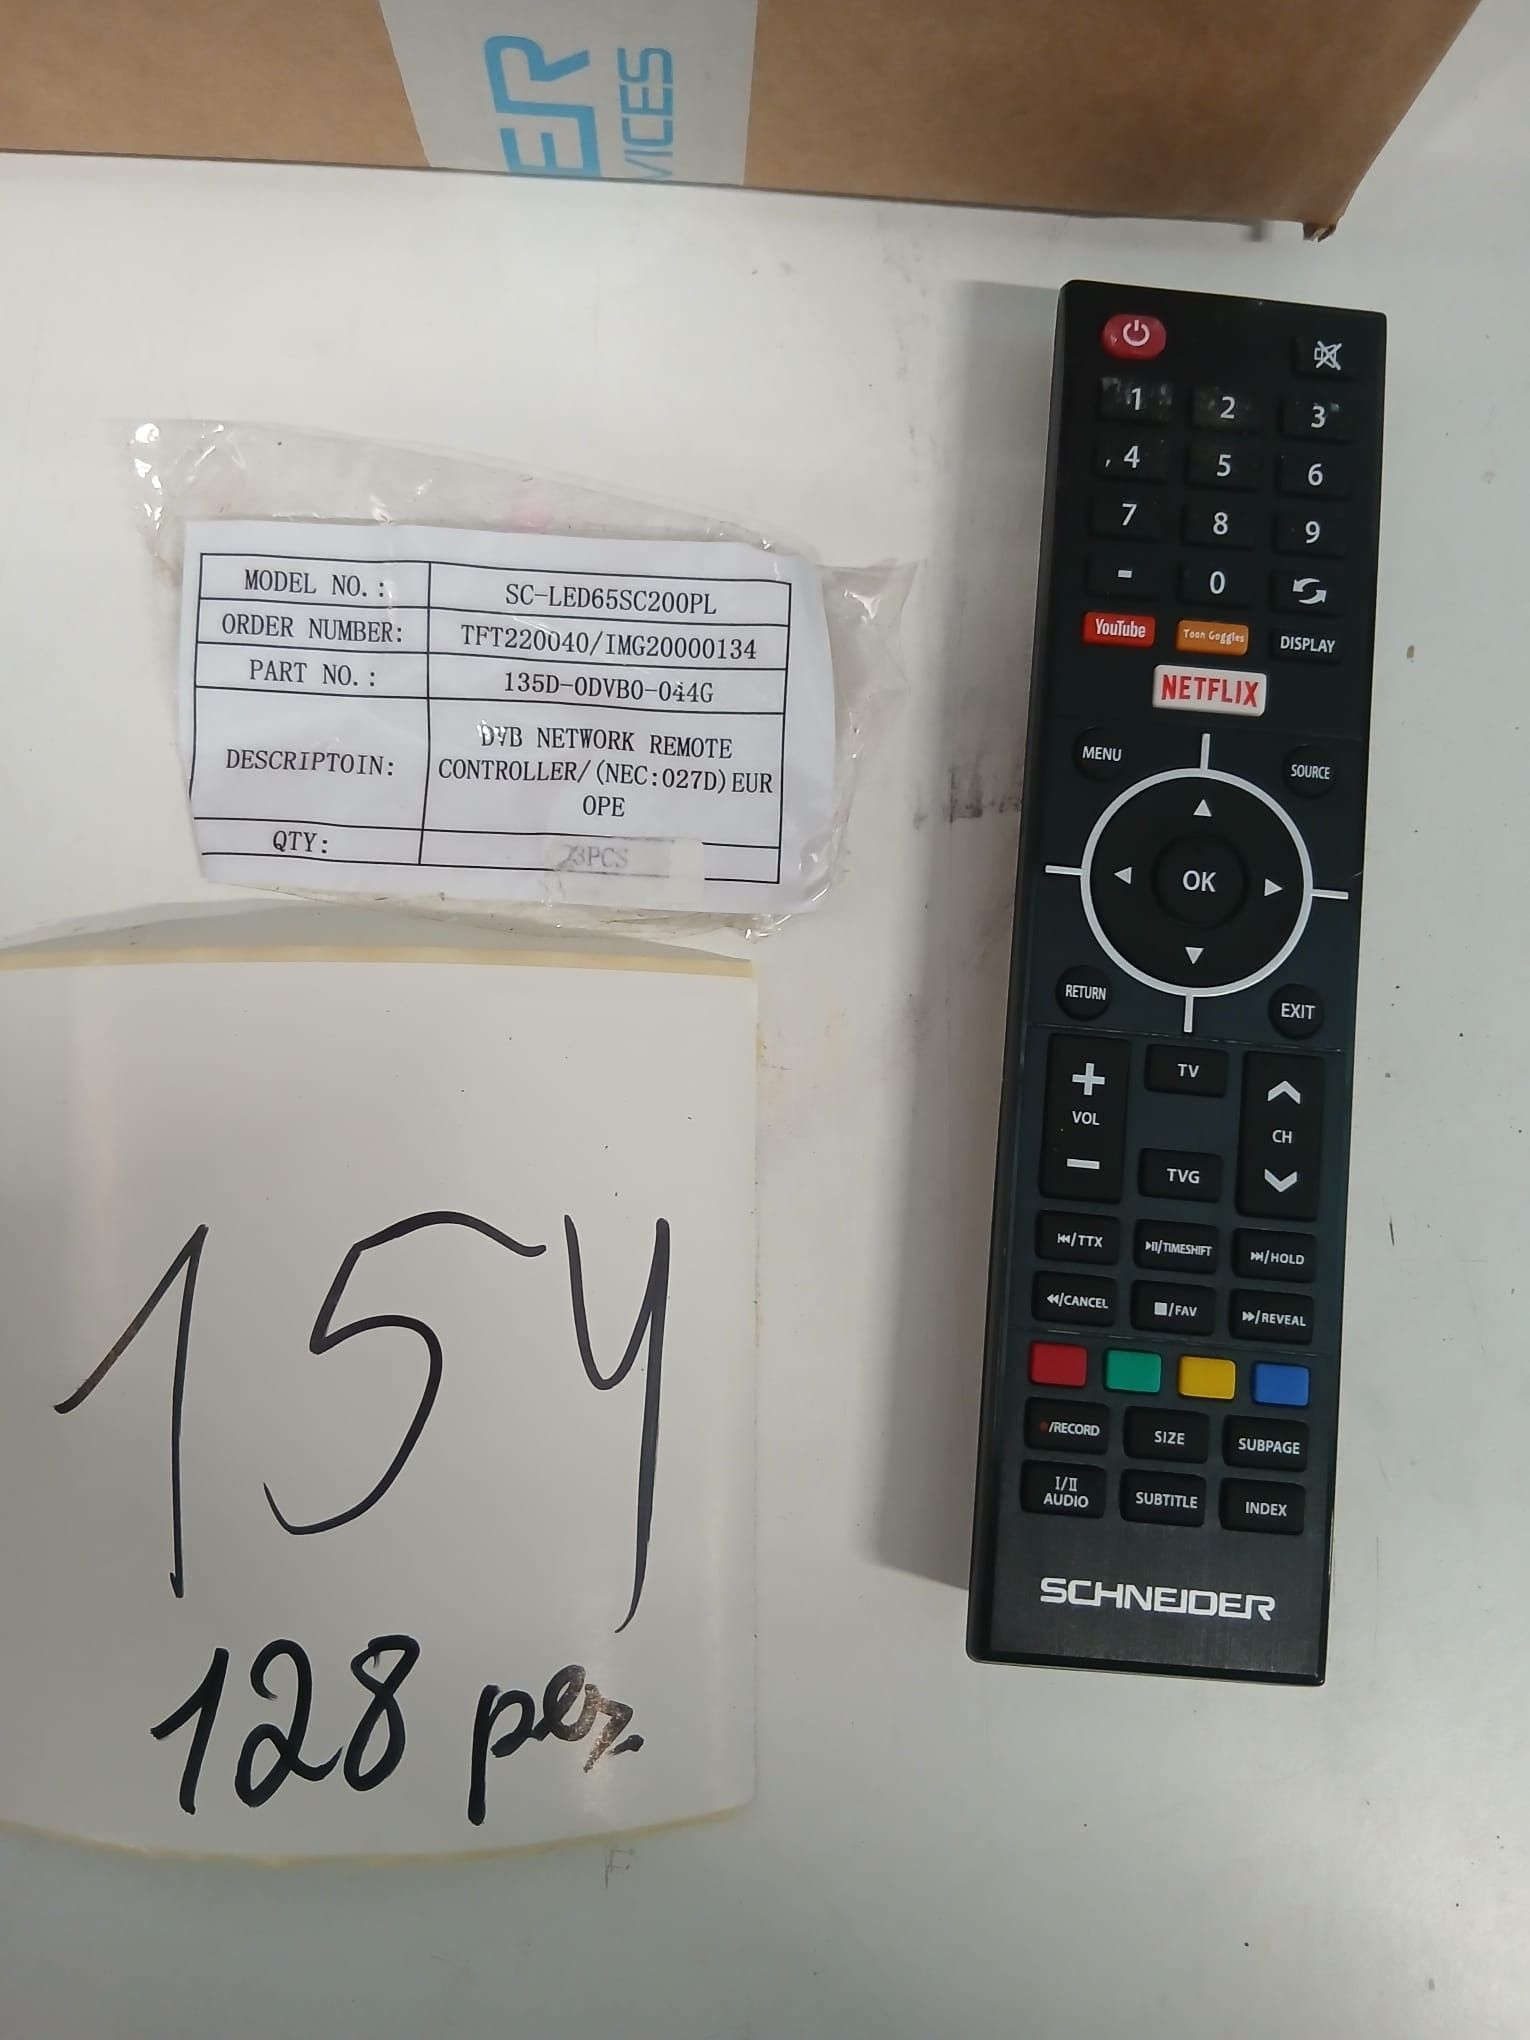 ER
VICES
MODEL NO.: SC-LED65SC200PL
ORDER NUMBER: TFT220040/IMG20000134
PART NO.: 135D-0DVB0-044G
DESCRIPTOIN: DVB NETWORK REMOTE
CONTROLLER/(NEC:027D)EUR
OPE
QTY: 23PCS
154
128
1 2 3
4 5 6
7 8 9
- 0
YouTube Toon Goggles DISPLAY
NETFLIX
MENU SOURCE
OK
RETURN EXIT
+ TV
VOL CH
- TVG
/TTX /TIMESHIFT /HOLD
/CANCEL /FAV /REVEAL
/RECORD SIZE SUBPAGE
I/II
AUDIO SUBTITLE INDEX
SCHNEIDER